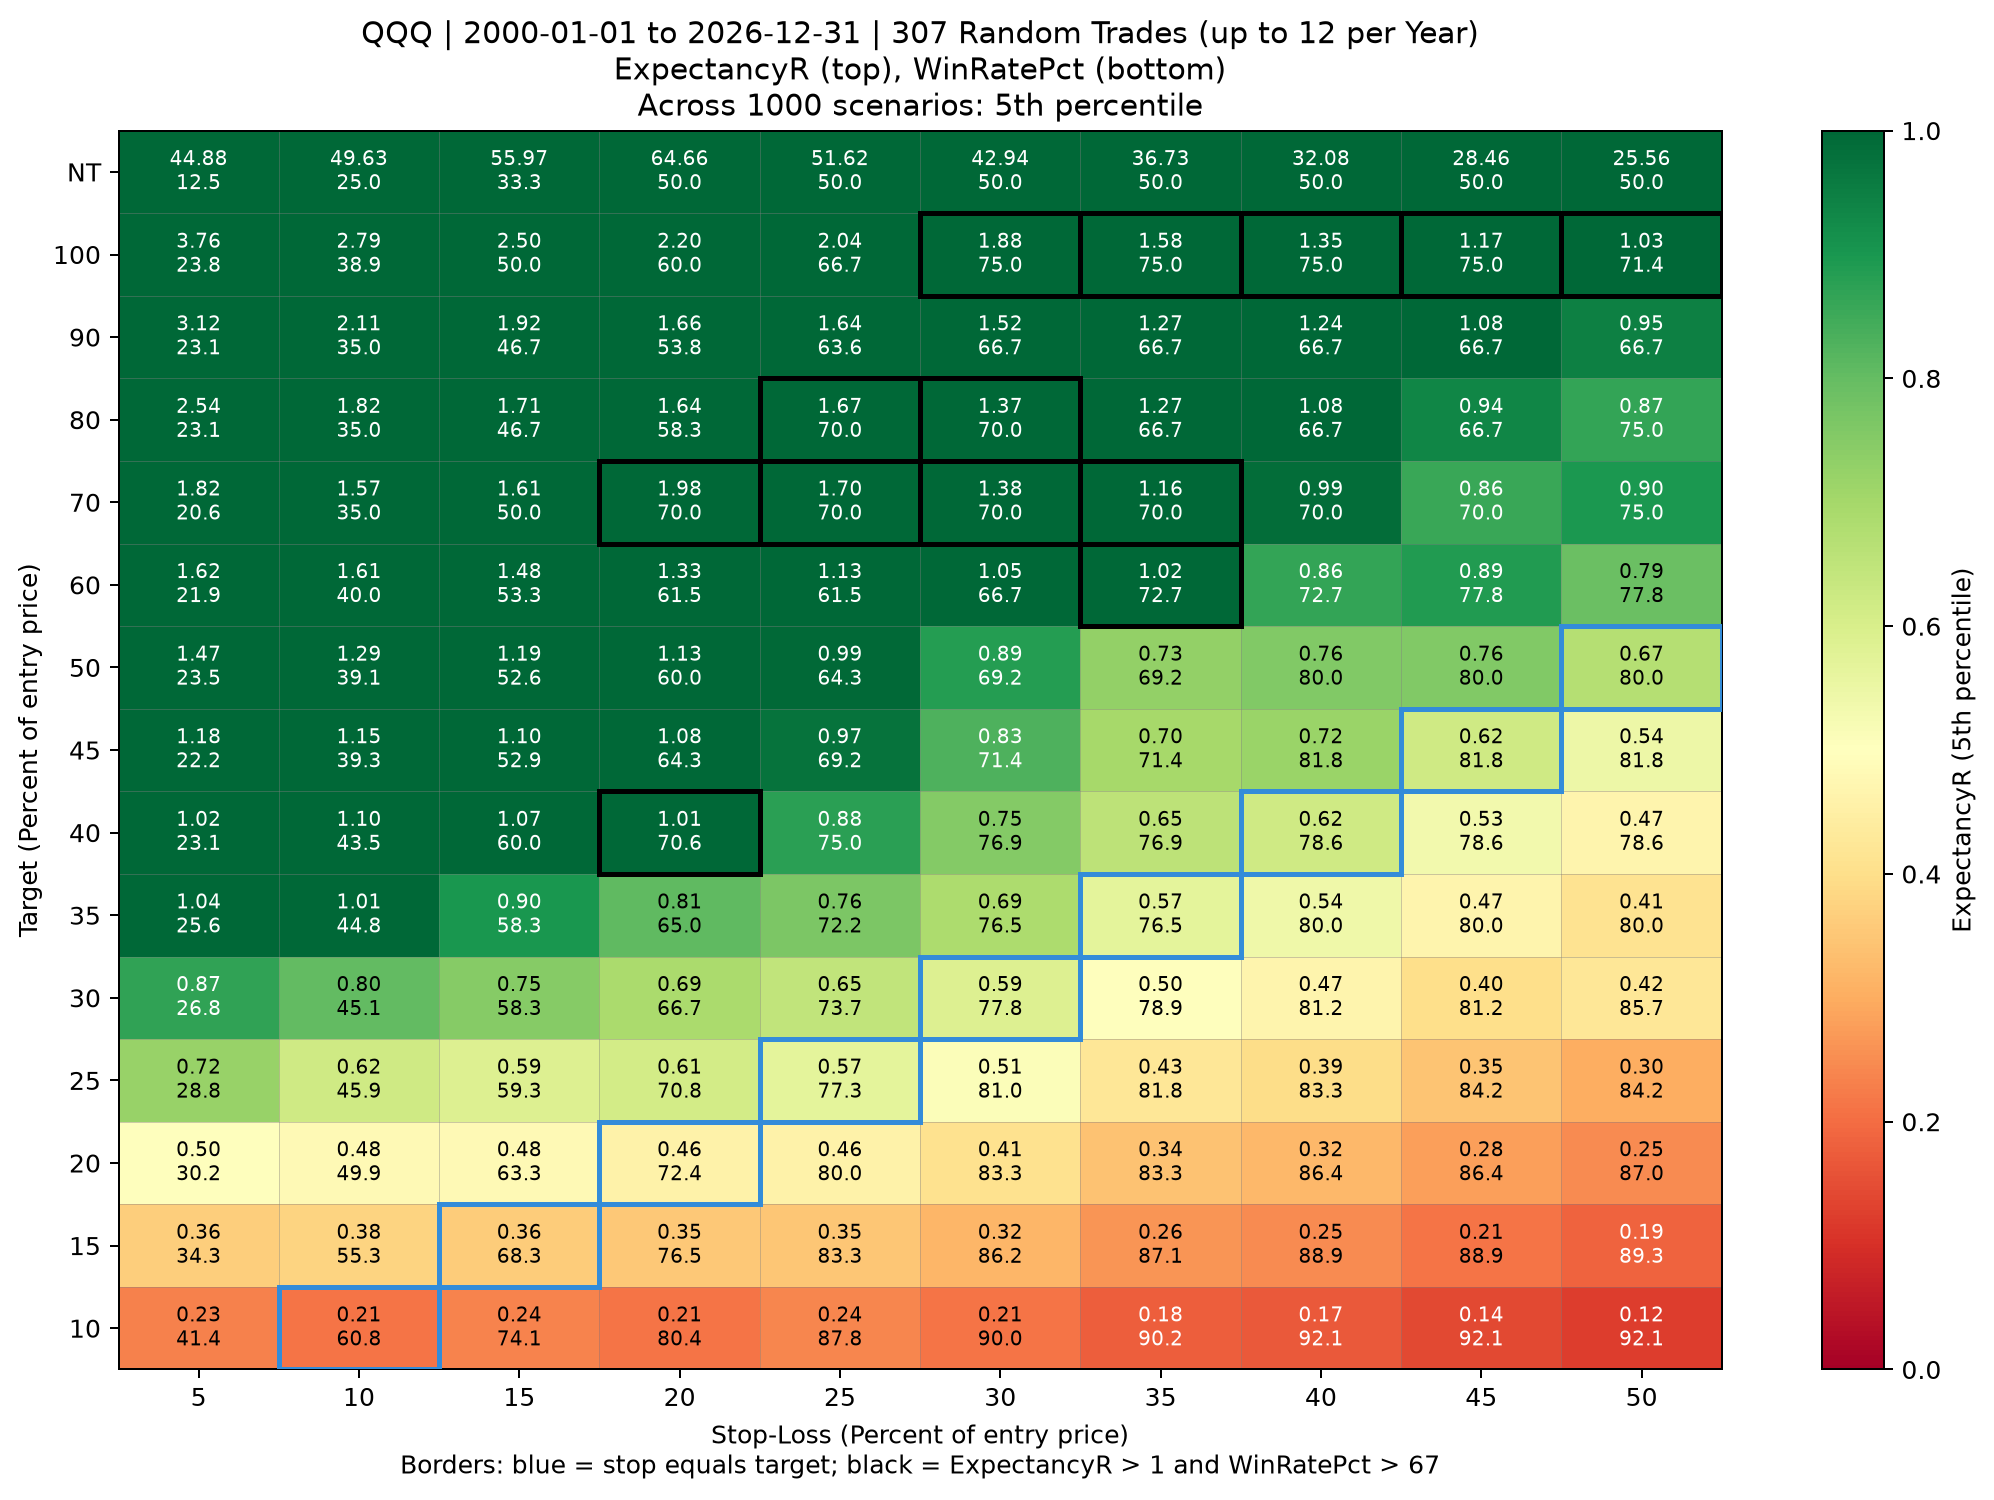 QQQ | 2000-01-01 to 2026-12-31 | 307 Random Trades (up to 12 per Year)
ExpectancyR (top), WinRatePct (bottom)
Across 1000 scenarios: 5th percentile
NT
44.88 49.63 55.97 64.66 51.62 42.94 36.73 32.08 28.46 25.56
12.5 25.0 33.3 50.0 50.0 50.0 50.0 50.0 50.0 50.0
100
3.76 2.79 2.50 2.20 2.04 1.88 1.58 1.35 1.17 1.03
23.8 38.9 50.0 60.0 66.7 75.0 75.0 75.0 75.0 71.4
90
3.12 2.11 1.92 1.66 1.64 1.52 1.27 1.24 1.08 0.95
23.1 35.0 46.7 53.8 63.6 66.7 66.7 66.7 66.7 66.7
80
2.54 1.82 1.71 1.64 1.67 1.37 1.27 1.08 0.94 0.87
23.1 35.0 46.7 58.3 70.0 70.0 66.7 66.7 66.7 75.0
70
1.82 1.57 1.61 1.98 1.70 1.38 1.16 0.99 0.86 0.90
20.6 35.0 50.0 70.0 70.0 70.0 70.0 70.0 70.0 75.0
60
1.62 1.61 1.48 1.33 1.13 1.05 1.02 0.86 0.89 0.79
21.9 40.0 53.3 61.5 61.5 66.7 72.7 72.7 77.8 77.8
50
1.47 1.29 1.19 1.13 0.99 0.89 0.73 0.76 0.76 0.67
23.5 39.1 52.6 60.0 64.3 69.2 69.2 80.0 80.0 80.0
45
1.18 1.15 1.10 1.08 0.97 0.83 0.70 0.72 0.62 0.54
22.2 39.3 52.9 64.3 69.2 71.4 71.4 81.8 81.8 81.8
40
1.02 1.10 1.07 1.01 0.88 0.75 0.65 0.62 0.53 0.47
23.1 43.5 60.0 70.6 75.0 76.9 76.9 78.6 78.6 78.6
35
1.04 1.01 0.90 0.81 0.76 0.69 0.57 0.54 0.47 0.41
25.6 44.8 58.3 65.0 72.2 76.5 76.5 80.0 80.0 80.0
30
0.87 0.80 0.75 0.69 0.65 0.59 0.50 0.47 0.40 0.42
26.8 45.1 58.3 66.7 73.7 77.8 78.9 81.2 81.2 85.7
25
0.72 0.62 0.59 0.61 0.57 0.51 0.43 0.39 0.35 0.30
28.8 45.9 59.3 70.8 77.3 81.0 81.8 83.3 84.2 84.2
20
0.50 0.48 0.48 0.46 0.46 0.41 0.34 0.32 0.28 0.25
30.2 49.9 63.3 72.4 80.0 83.3 83.3 86.4 86.4 87.0
15
0.36 0.38 0.36 0.35 0.35 0.32 0.26 0.25 0.21 0.19
34.3 55.3 68.3 76.5 83.3 86.2 87.1 88.9 88.9 89.3
10
0.23 0.21 0.24 0.21 0.24 0.21 0.18 0.17 0.14 0.12
41.4 60.8 74.1 80.4 87.8 90.0 90.2 92.1 92.1 92.1
5 10 15 20 25 30 35 40 45 50
Target (Percent of entry price)
Stop-Loss (Percent of entry price)
Borders: blue = stop equals target; black = ExpectancyR > 1 and WinRatePct > 67
1.0
0.8
0.6
0.4
0.2
0.0
ExpectancyR (5th percentile)